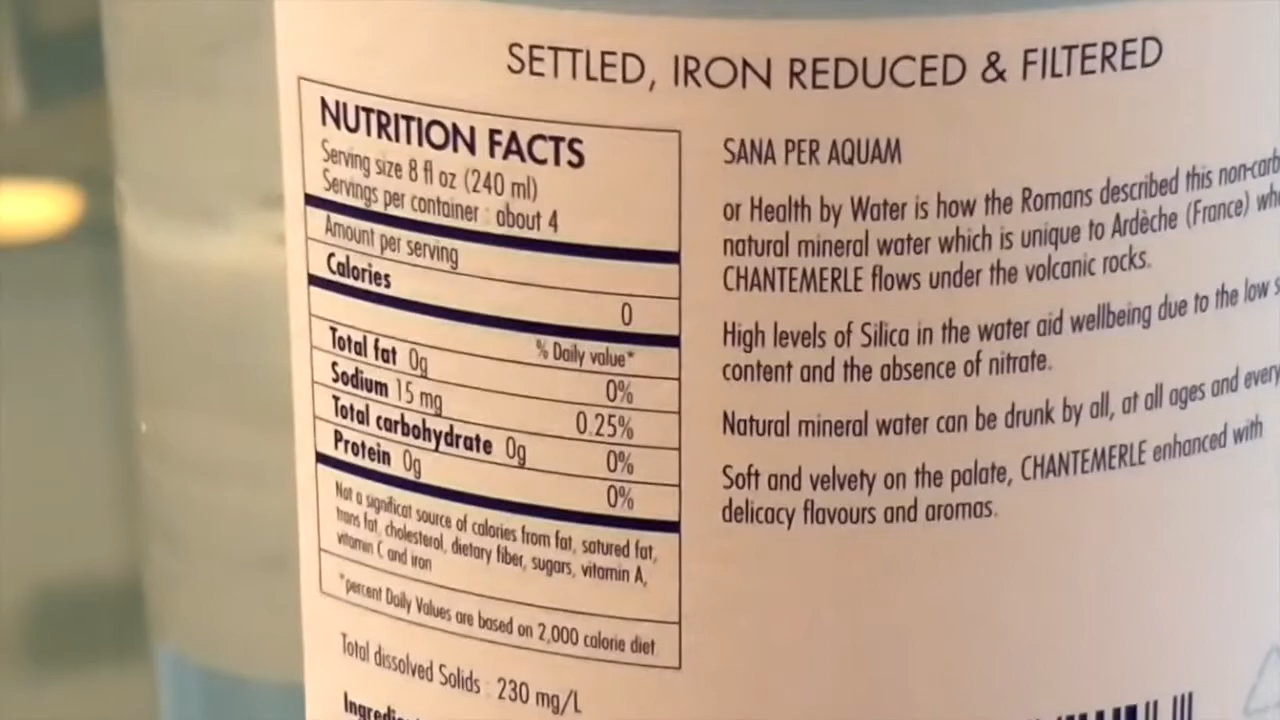 SETTLED, IRON REDUCED & FILTERED
NUTRITION FACTS
Serving size 8 fl oz (240 ml)
Servings per container : about 4
Amount per serving
Calories
0
% Daily value*
Total fat 0g 0%
Sodium 15 mg 0.25%
Total carbohydrate 0g 0%
Protein 0g 0%
Not a significat source of calories from fat, satured fat,
trans fat, cholesterol, dietary fiber, sugars, vitamin A,
vitamin C and iron
*percent Daily Values are based on 2,000 calorie diet
Total dissolved Solids : 230 mg/L
SANA PER AQUAM
or Health by Water is how the Romans described this
natural mineral water which is unique to Ardèche (France)
CHANTEMERLE flows under the volcanic rocks.
High levels of Silica in the water aid wellbeing due to the low
content and the absence of nitrate.
Natural mineral water can be drunk by all, at all ages and every
Soft and velvety on the palate, CHANTEMERLE enhanced with
delicacy flavours and aromas.